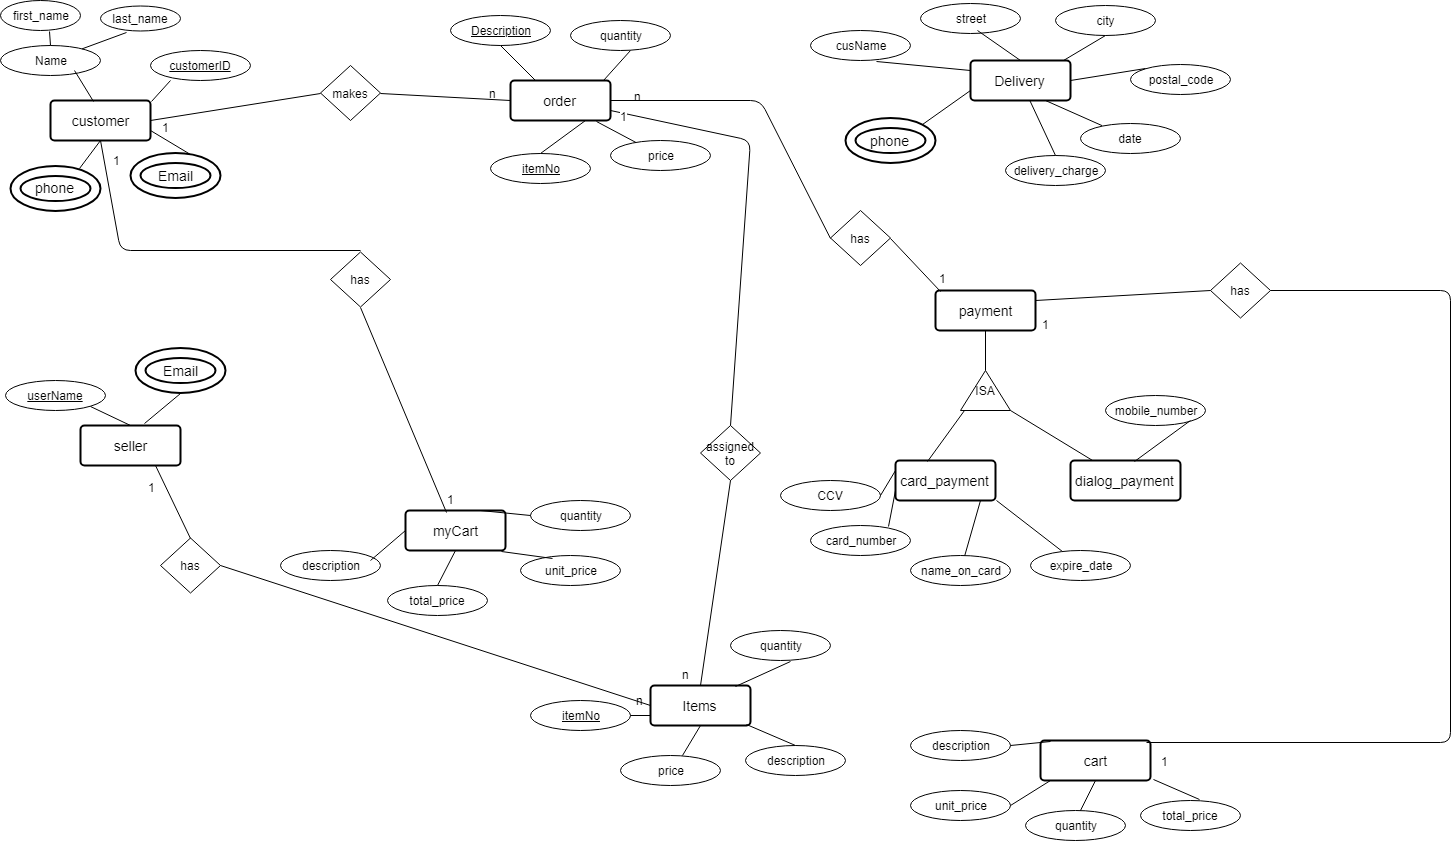 first_name
last_name
Name
customerID
customer
1
phone
Email
1
makes
n
Description
quantity
order
n
1
itemNo
price
street
city
cusName
Delivery
postal_code
phone
date
delivery_charge
has
has
1
payment
1
has
ISA
Email
userName
seller
1
mobile_number
assigned
to
CCV
card_payment
dialog_payment
card_number
name_on_card
expire_date
1
quantity
myCart
description
unit_price
total_price
has
quantity
n
n
Items
itemNo
price
description
description
cart
1
unit_price
quantity
total_price